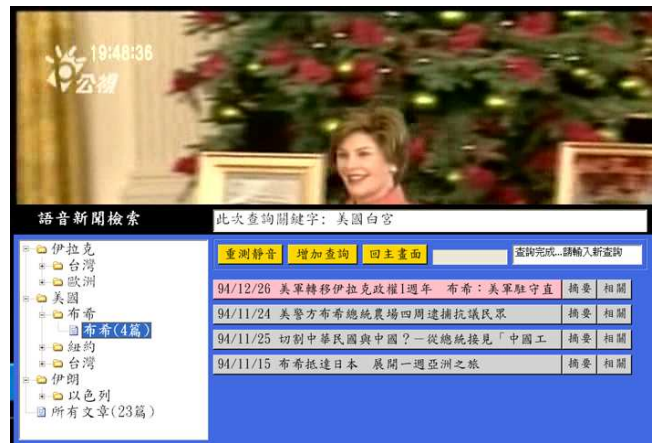 19:48:36
公視
語音新聞檢索
此次查詢關鍵字: 美國白宮
伊拉克
台灣
歐洲
美國
布希
布希(4篇)
紐約
台灣
伊朗
以色列
所有文章(23篇)
重測靜音 增加查詢 回主畫面 查詢完成...請輸入新查詢
94/12/26 美軍轉移伊拉克政權1週年 布希：美軍駐守直 摘要 相關
94/11/24 美警方布希總統農場四周逮捕抗議民眾 摘要 相關
94/11/25 切割中華民國與中國？－從總統接見「中國工 摘要 相關
94/11/15 布希抵達日本 展開一週亞洲之旅 摘要 相關